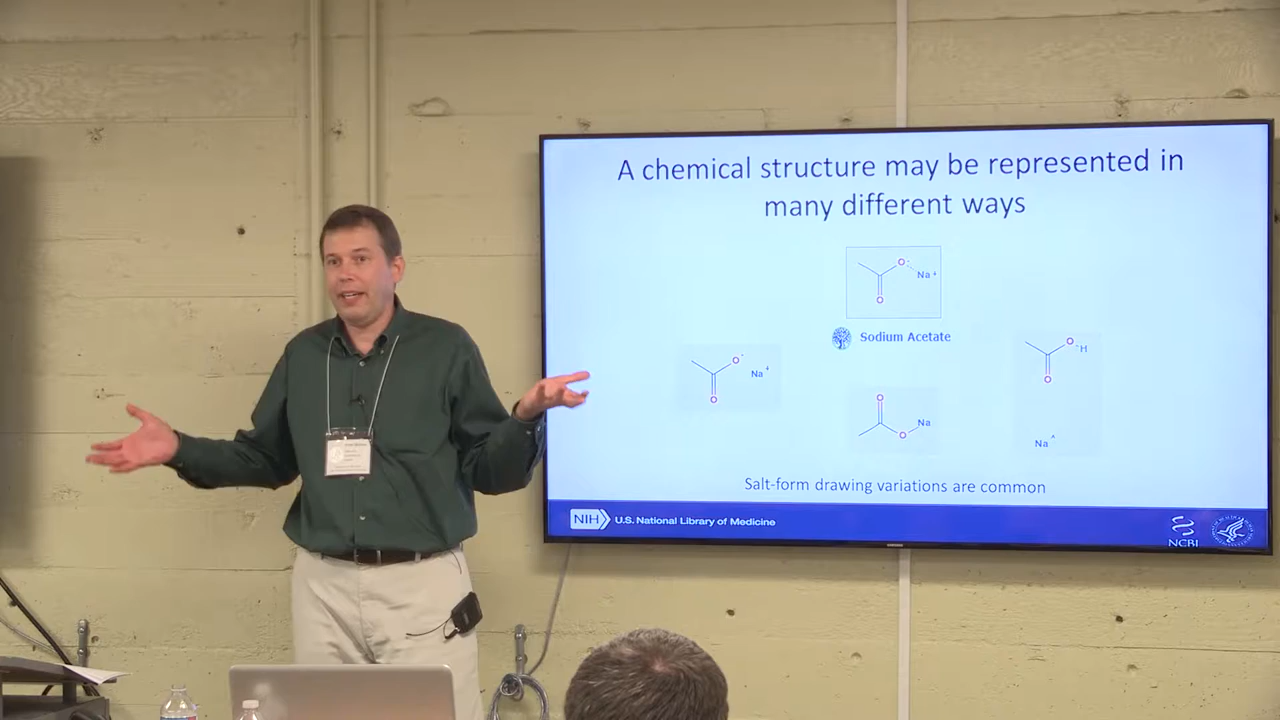 A chemical structure may be represented in
many different ways
O-
Na+
O
Sodium Acetate
O-
Na+
O
O
Na
O
O-H
O
Na^
Salt-form drawing variations are common
NIH U.S. National Library of Medicine
NCBI